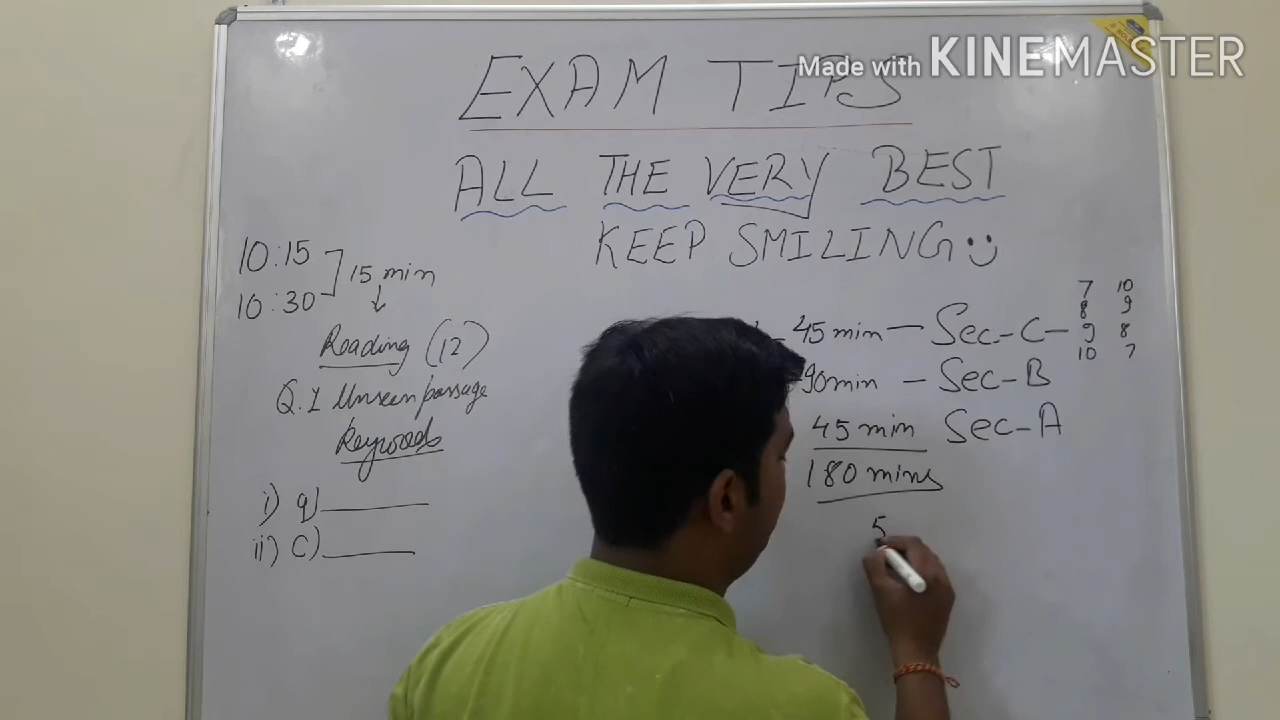 Made with KINEMASTER
EXAM TIPS
ALL THE VERY BEST
KEEP SMILING
10:15
10:30
15 min
Reading (12)
Q.1 Unseen passage
Keywords
i) a)
ii) c)
45 min — Sec-C —
7 10
8 9
9 8
10 7
90min — Sec-B
45 min Sec-A
180 mins
5